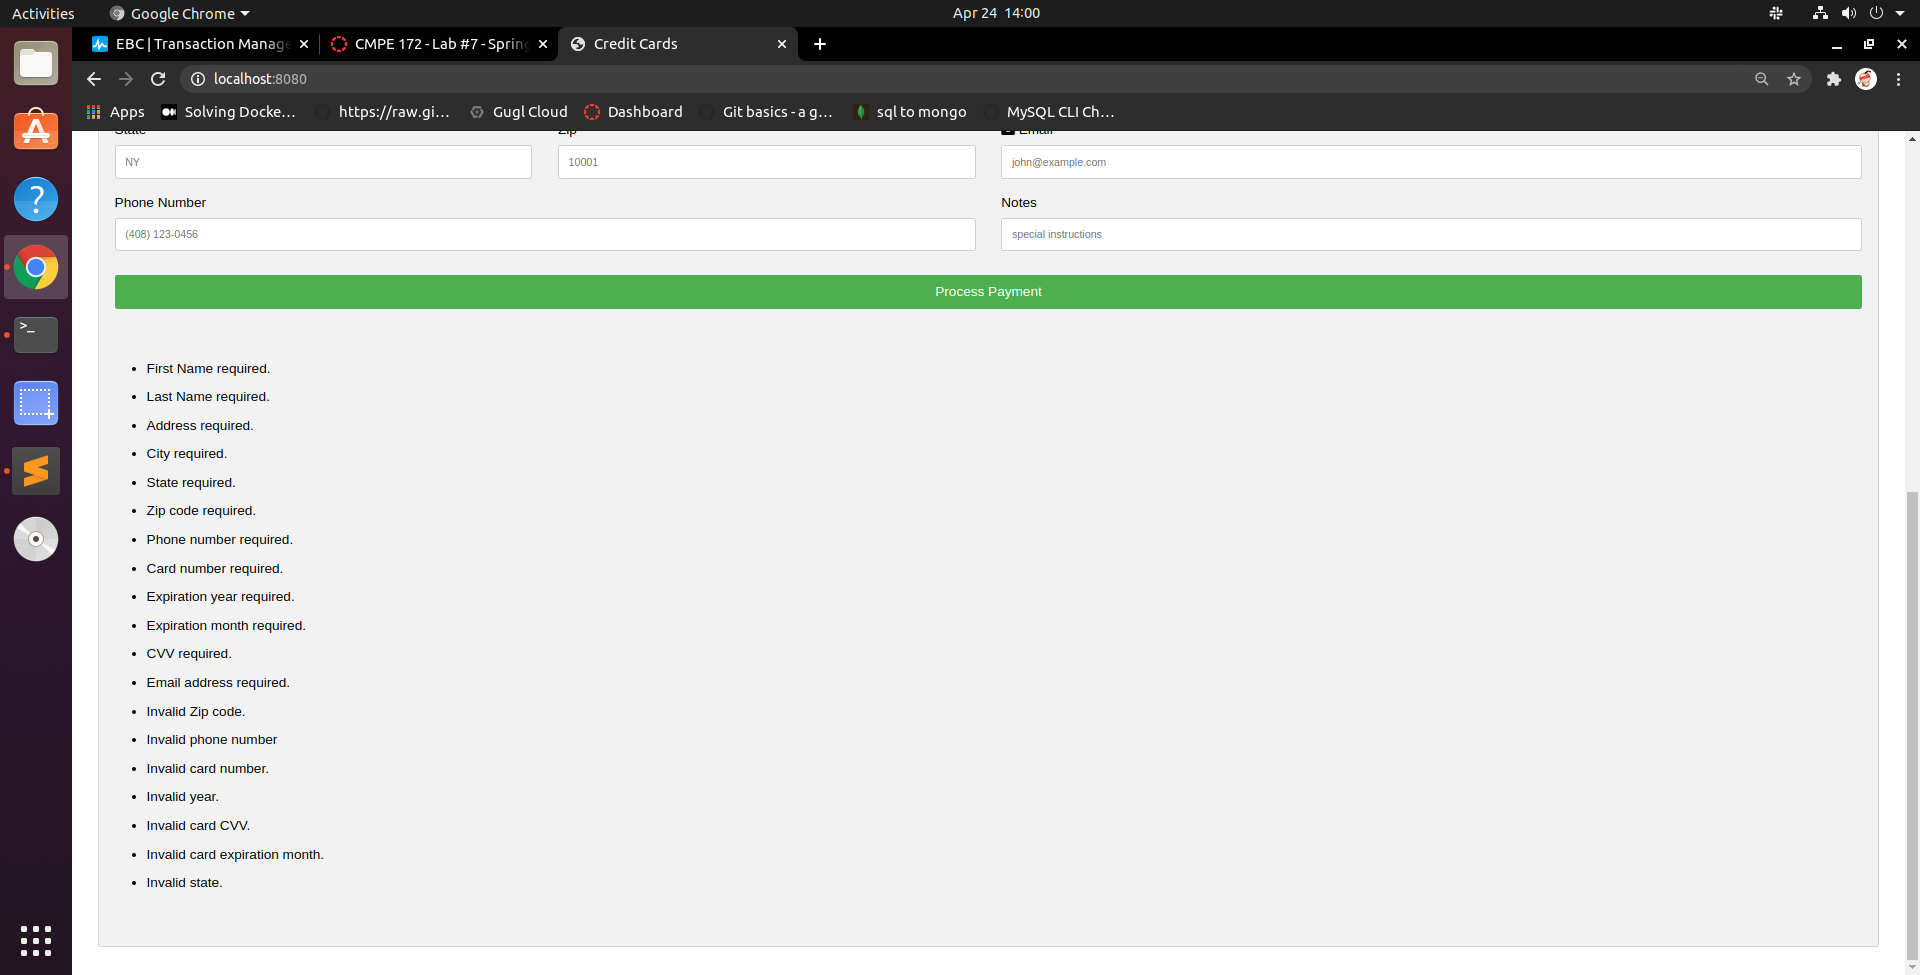 Activities
Google Chrome
Apr 24 14:00
EBC | Transaction Manage
CMPE 172 - Lab #7 - Spring
Credit Cards
localhost:8080
Apps
Solving Docke...
https://raw.gi...
Gugl Cloud
Dashboard
Git basics - a g...
sql to mongo
MySQL CLI Ch...
State
Zip
Email
NY
10001
john@example.com
Phone Number
Notes
(408) 123-0456
special instructions
Process Payment
• First Name required.
• Last Name required.
• Address required.
• City required.
• State required.
• Zip code required.
• Phone number required.
• Card number required.
• Expiration year required.
• Expiration month required.
• CVV required.
• Email address required.
• Invalid Zip code.
• Invalid phone number
• Invalid card number.
• Invalid year.
• Invalid card CVV.
• Invalid card expiration month.
• Invalid state.